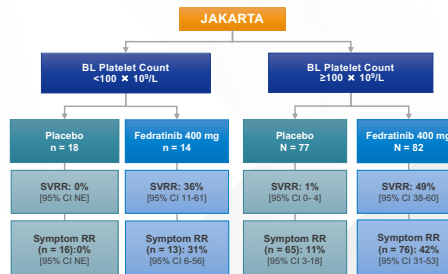 JAKARTA
BL Platelet Count
<100 × 10⁹/L
BL Platelet Count
≥100 × 10⁹/L
Placebo
n = 18
Fedratinib 400 mg
n = 14
Placebo
N = 77
Fedratinib 400 mg
N = 82
SVRR: 0%
[95% CI NE]
SVRR: 36%
[95% CI 11-61]
SVRR: 1%
[95% CI 0- 4]
SVRR: 49%
[95% CI 38-60]
Symptom RR
(n = 16):0%
[95% CI NE]
Symptom RR
(n = 13): 31%
[95% CI 6-56]
Symptom RR
(n = 65): 11%
[95% CI 3-18]
Symptom RR
(n = 76): 42%
[95% CI 31-53]